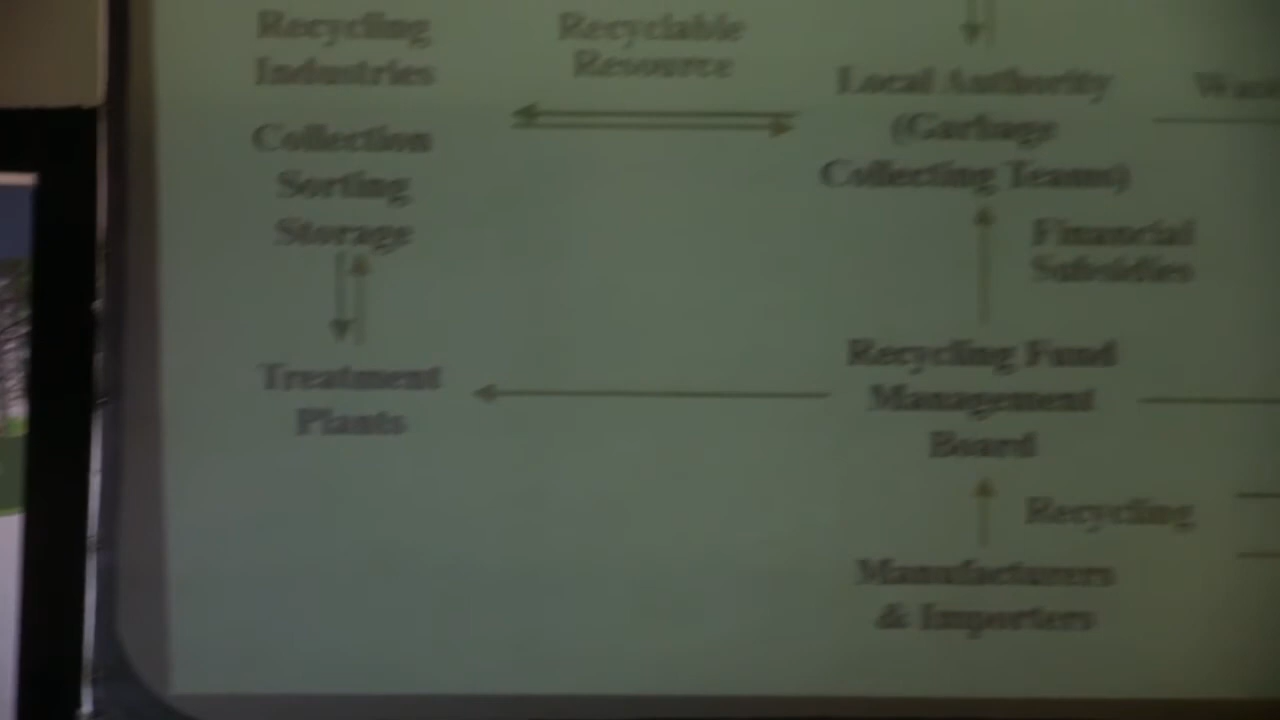 Recycling
Industries
Collection
Sorting
Storage
Recyclable
Resource
Local Authority
(Garbage
Collecting Teams)
Financial
Subsidies
Treatment
Plants
Recycling Fund
Management
Board
Recycling
Manufacturers
& Importers